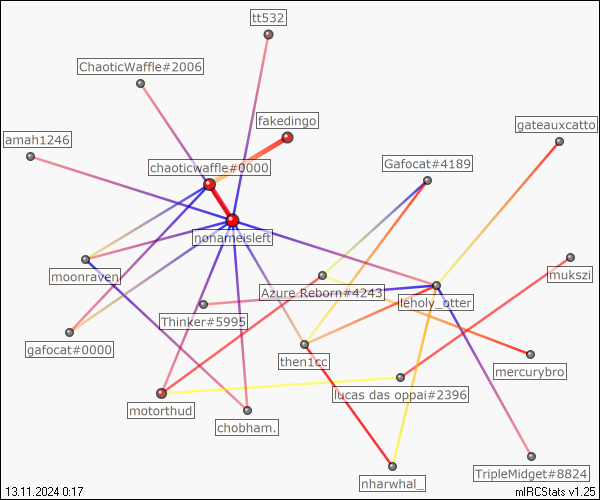 tt532
ChaoticWaffle#2006
fakedingo
gateauxcatto
amah1246
chaoticwaffle#0000
Gafocat#4189
nonameisleft
moonraven
mukszi
Azure Reborn#4243
leholy_otter
Thinker#5995
gafocat#0000
then1cc
mercurybro
lucas das oppai#2396
motorthud
chobham.
TripleMidget#8824
nharwhal_
13.11.2024 0:17
mIRCStats v1.25